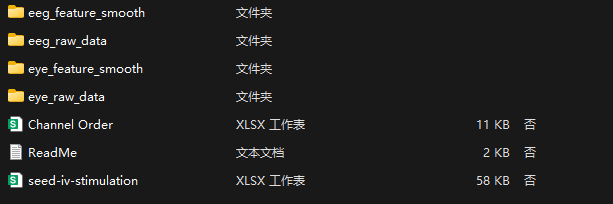 eeg_feature_smooth 文件夹
eeg_raw_data 文件夹
eye_feature_smooth 文件夹
eye_raw_data 文件夹
Channel Order XLSX 工作表 11 KB 否
ReadMe 文本文档 2 KB 否
seed-iv-stimulation XLSX 工作表 58 KB 否